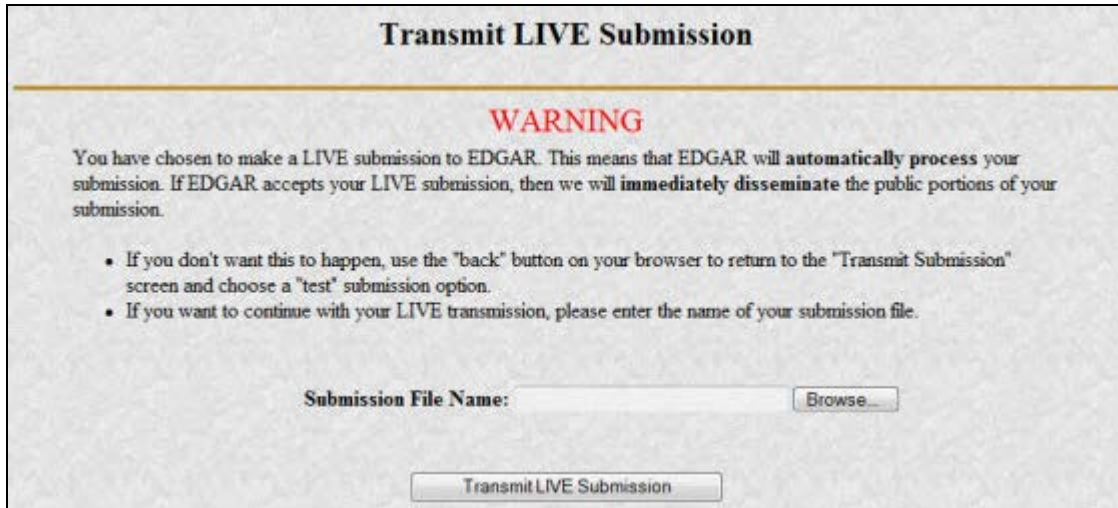 Transmit LIVE Submission
WARNING
You have chosen to make a LIVE submission to EDGAR. This means that EDGAR will automatically process your
submission. If EDGAR accepts your LIVE submission, then we will immediately disseminate the public portions of your
submission.
• If you don't want this to happen, use the "back" button on your browser to return to the "Transmit Submission"
screen and choose a "test" submission option.
• If you want to continue with your LIVE transmission, please enter the name of your submission file.
Submission File Name: Browse...
Transmit LIVE Submission